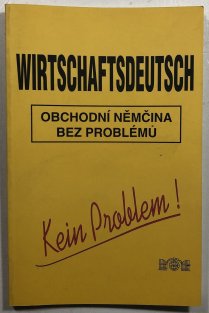 WIRTSCHAFTSDEUTSCH
OBCHODNÍ NĚMČINA
BEZ PROBLÉMŮ
Kein Problem!